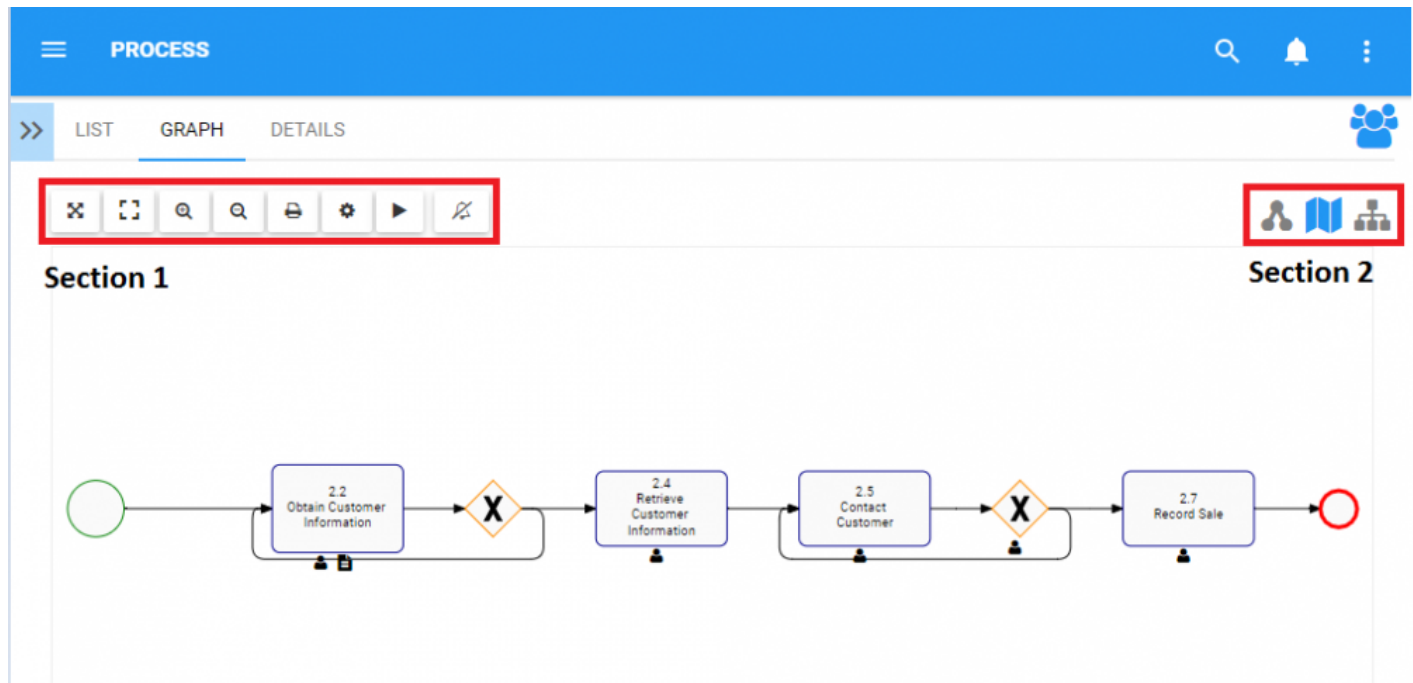 PROCESS
LIST GRAPH DETAILS
Section 1
Section 2
2.2
Obtain Customer
Information
X
2.4
Retrieve
Customer
Information
2.5
Contact
Customer
X
2.7
Record Sale